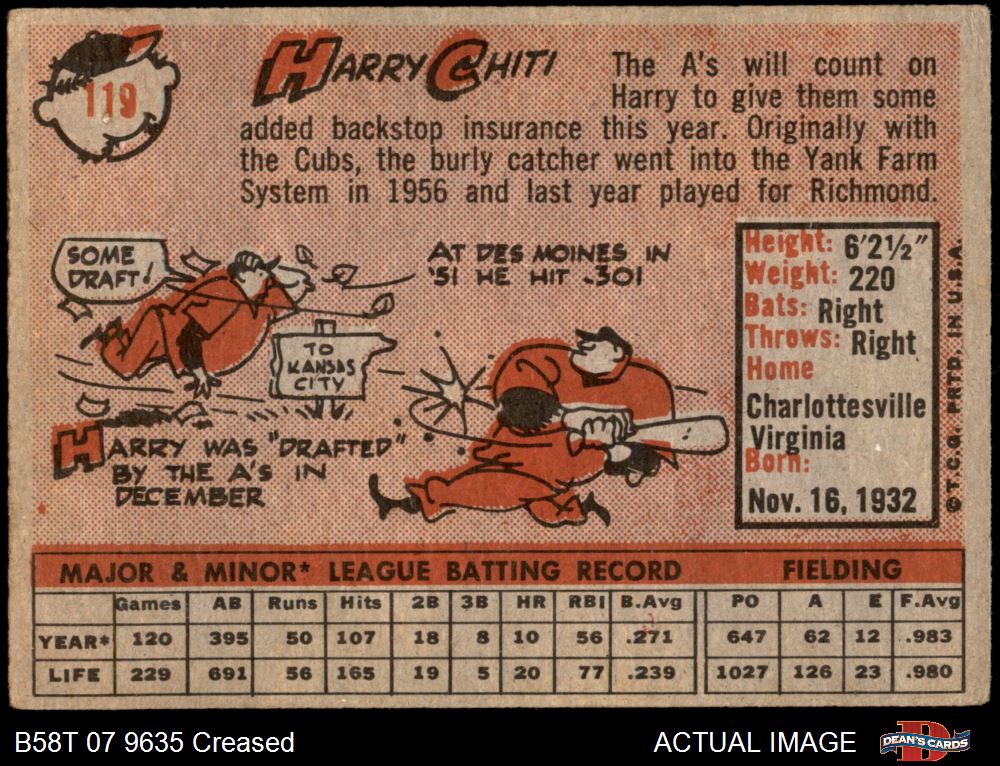 119
HARRY CHITI
The A's will count on
Harry to give them some
added backstop insurance this year. Originally with
the Cubs, the burly catcher went into the Yank Farm
System in 1956 and last year played for Richmond.
SOME
DRAFT!
TO
KANSAS
CITY
HARRY WAS "DRAFTED"
BY THE A'S IN
DECEMBER
AT DES MOINES IN
'51 HE HIT .301
Height: 6'2½"
Weight: 220
Bats: Right
Throws: Right
Home
Charlottesville
Virginia
Born:
Nov. 16, 1932
© T.C.G. PRTD. IN U.S.A.
MAJOR & MINOR* LEAGUE BATTING RECORD FIELDING
Games AB Runs Hits 2B 3B HR RBI B.Avg PO A E F.Avg
YEAR* 120 395 50 107 18 8 10 56 .271 647 62 12 .983
LIFE 229 691 56 165 19 5 20 77 .239 1027 126 23 .980
B58T 07 9635 Creased
ACTUAL IMAGE
D
DEAN'S CARDS